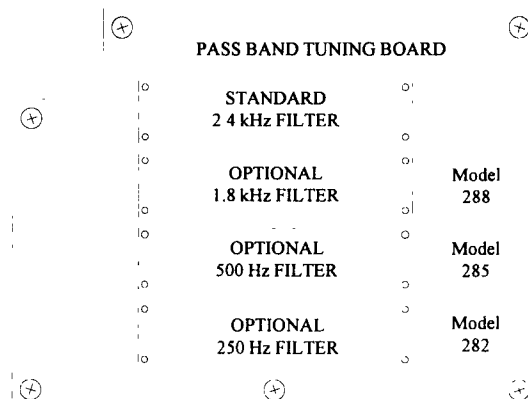 PASS BAND TUNING BOARD
STANDARD
2 4 kHz FILTER
OPTIONAL
1.8 kHz FILTER
Model
288
OPTIONAL
500 Hz FILTER
Model
285
OPTIONAL
250 Hz FILTER
Model
282